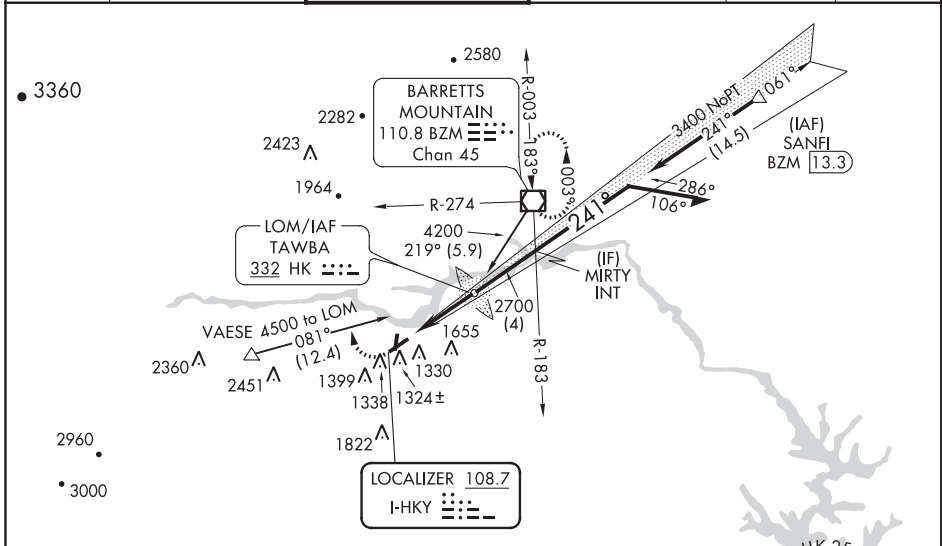 2580
3360
BARRETTS
MOUNTAIN
110.8 BZM
Chan 45
R-003
183°
003°
3400 NoPT
241°
(14.5)
061°
(IAF)
SANFI
BZM 13.3
2282
2423
1964
R-274
286°
106°
241°
LOM/IAF
TAWBA
332 HK
4200
219° (5.9)
(IF)
MIRTY
INT
2700
(4)
VAESE 4500 to LOM
081°
(12.4)
1655
R-183
2360
2451
1399
1338
1324±
1330
1822
2960
3000
LOCALIZER 108.7
I-HKY